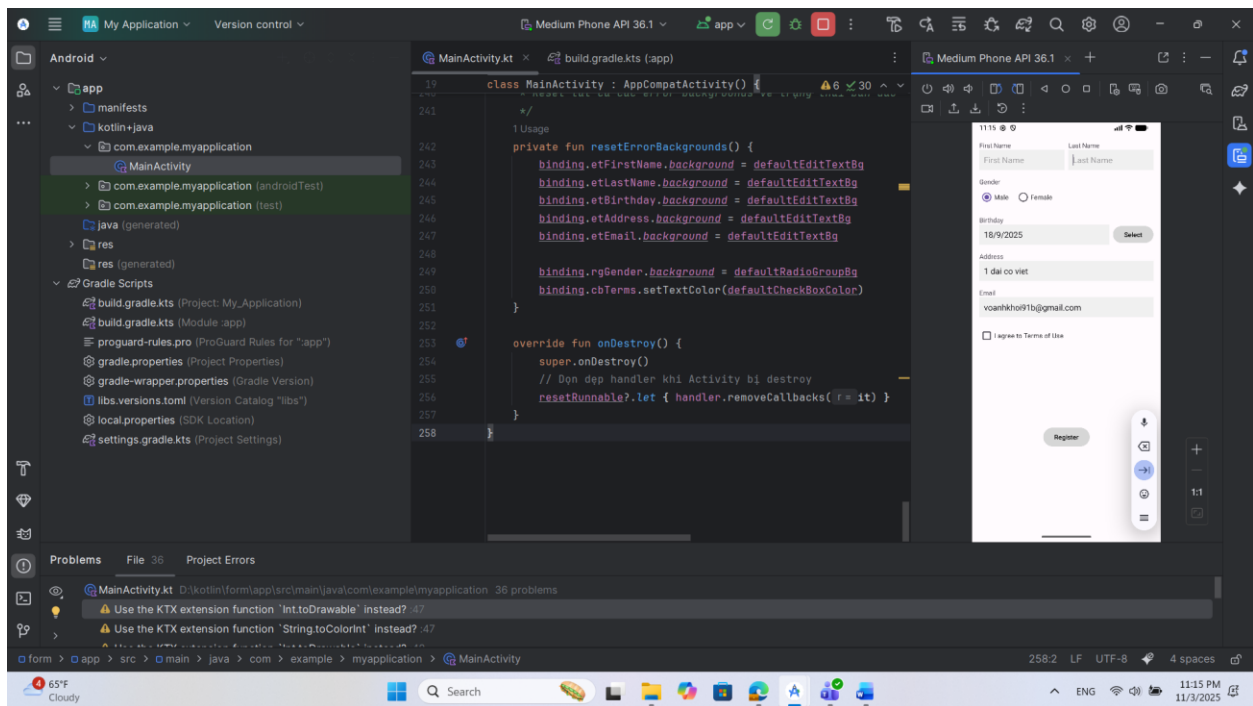 MA My Application Version control Medium Phone API 36.1 app
Android
app
manifests
kotlin+java
com.example.myapplication
MainActivity
com.example.myapplication (androidTest)
com.example.myapplication (test)
java (generated)
res
res (generated)
Gradle Scripts
build.gradle.kts (Project: My_Application)
build.gradle.kts (Module :app)
proguard-rules.pro (ProGuard Rules for ":app")
gradle.properties (Project Properties)
gradle-wrapper.properties (Gradle Version)
libs.versions.toml (Version Catalog "libs")
local.properties (SDK Location)
settings.gradle.kts (Project Settings)
MainActivity.kt build.gradle.kts (:app)
19 class MainActivity : AppCompatActivity() { 6 30
241 */
1 Usage
242 private fun resetErrorBackgrounds() {
243 binding.etFirstName.background = defaultEditTextBg
244 binding.etLastName.background = defaultEditTextBg
245 binding.etBirthday.background = defaultEditTextBg
246 binding.etAddress.background = defaultEditTextBg
247 binding.etEmail.background = defaultEditTextBg
248
249 binding.rgGender.background = defaultRadioGroupBg
250 binding.cbTerms.setTextColor(defaultCheckBoxColor)
251 }
252
253 override fun onDestroy() {
254 super.onDestroy()
255 // Dọn dẹp handler khi Activity bị destroy
256 resetRunnable?.let { handler.removeCallbacks( r = it) }
257 }
258 }
Medium Phone API 36.1
11:15
First Name Last Name
First Name Last Name
Gender
Male Female
Birthday
18/9/2025 Select
Address
1 dai co viet
Email
voanhkhoi91b@gmail.com
I agree to Terms of Use
Register
1:1
Problems File 36 Project Errors
MainActivity.kt D:\kotlin\form\app\src\main\java\com\example\myapplication 36 problems
Use the KTX extension function `Int.toDrawable` instead? :47
Use the KTX extension function `String.toColorInt` instead? :47
form > app > src > main > java > com > example > myapplication > MainActivity 258:2 LF UTF-8 4 spaces
4 65°F
Cloudy
Search
ENG 11:15 PM
11/3/2025